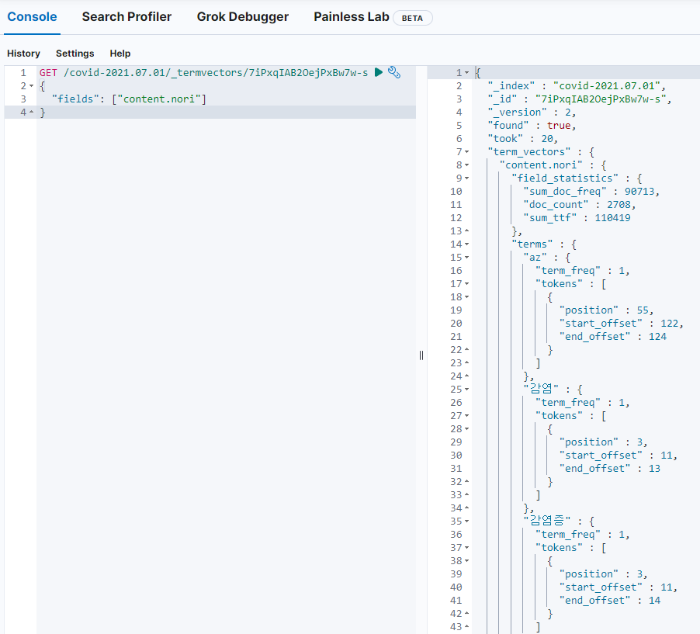 Console Search Profiler Grok Debugger Painless Lab BETA
History Settings Help
1 GET /covid-2021.07.01/_termvectors/7iPxqIAB2OejPxBw7w-s
2 {
3 "fields": ["content.nori"]
4 }
1 {
2 "_index" : "covid-2021.07.01",
3 "_id" : "7iPxqIAB2OejPxBw7w-s",
4 "_version" : 2,
5 "found" : true,
6 "took" : 20,
7 "term_vectors" : {
8 "content.nori" : {
9 "field_statistics" : {
10 "sum_doc_freq" : 90713,
11 "doc_count" : 2708,
12 "sum_ttf" : 110419
13 },
14 "terms" : {
15 "az" : {
16 "term_freq" : 1,
17 "tokens" : [
18 {
19 "position" : 55,
20 "start_offset" : 122,
21 "end_offset" : 124
22 }
23 ]
24 },
25 "감염" : {
26 "term_freq" : 1,
27 "tokens" : [
28 {
29 "position" : 3,
30 "start_offset" : 11,
31 "end_offset" : 13
32 }
33 ]
34 },
35 "감염증" : {
36 "term_freq" : 1,
37 "tokens" : [
38 {
39 "position" : 3,
40 "start_offset" : 11,
41 "end_offset" : 14
42 }
43 ]